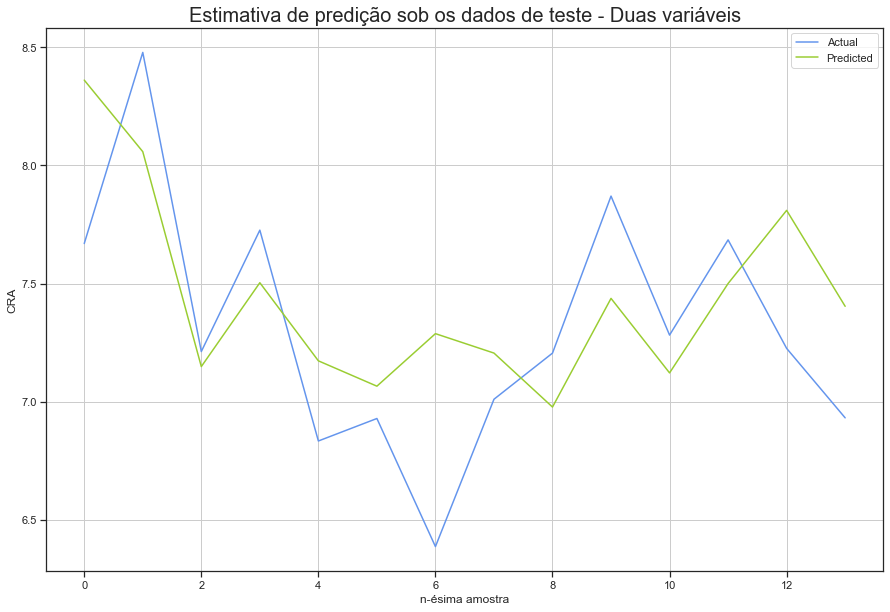 Estimativa de predição sob os dados de teste - Duas variáveis
Actual
Predicted
8.5
8.0
7.5
7.0
6.5
CRA
0 2 4 6 8 10 12
n-ésima amostra